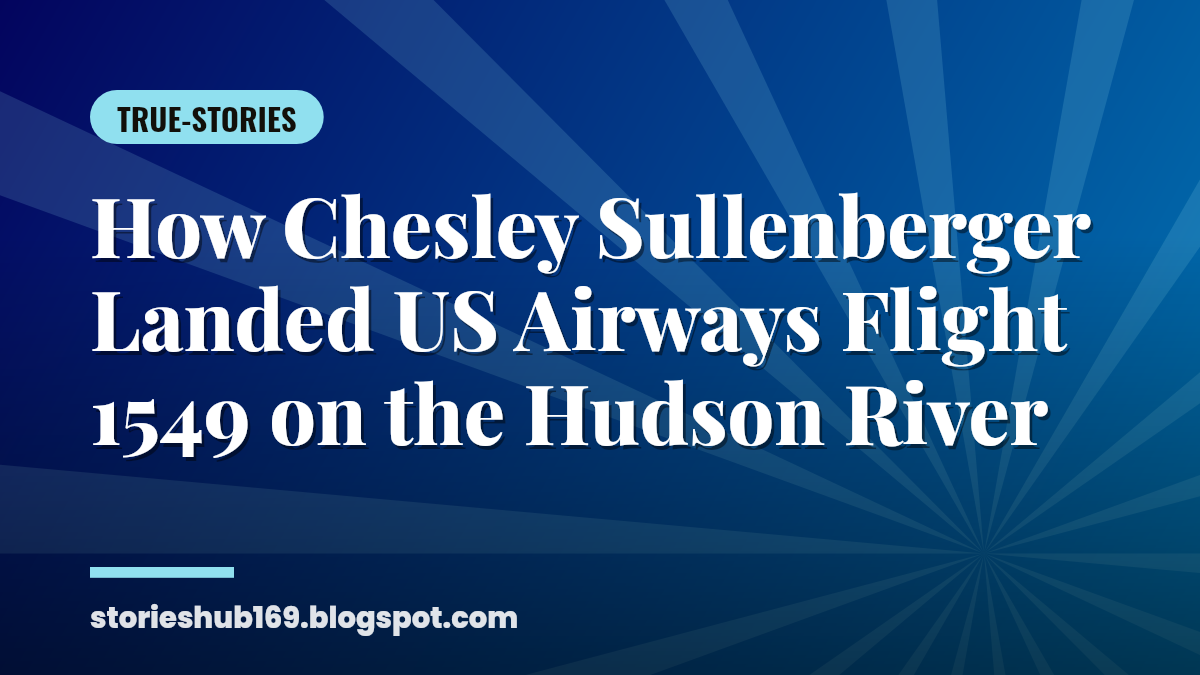 TRUE-STORIES
How Chesley Sullenberger
Landed US Airways Flight
1549 on the Hudson River
storieshub169.blogspot.com